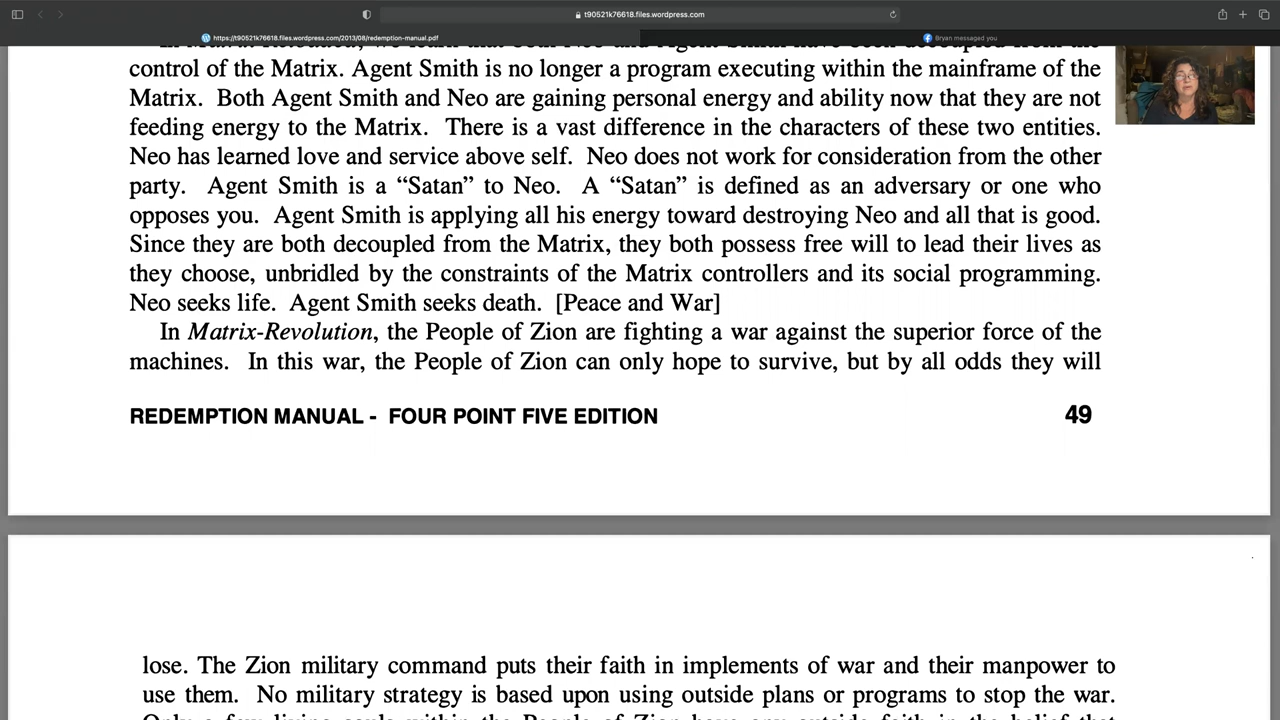 t90521k76618.files.wordpress.com
https://t90521k76618.files.wordpress.com/2013/08/redemption-manual.pdf
Bryan messaged you
control of the Matrix. Agent Smith is no longer a program executing within the mainframe of the
Matrix. Both Agent Smith and Neo are gaining personal energy and ability now that they are not
feeding energy to the Matrix. There is a vast difference in the characters of these two entities.
Neo has learned love and service above self. Neo does not work for consideration from the other
party. Agent Smith is a “Satan” to Neo. A “Satan” is defined as an adversary or one who
opposes you. Agent Smith is applying all his energy toward destroying Neo and all that is good.
Since they are both decoupled from the Matrix, they both possess free will to lead their lives as
they choose, unbridled by the constraints of the Matrix controllers and its social programming.
Neo seeks life. Agent Smith seeks death. [Peace and War]
In Matrix-Revolution, the People of Zion are fighting a war against the superior force of the
machines. In this war, the People of Zion can only hope to survive, but by all odds they will
REDEMPTION MANUAL - FOUR POINT FIVE EDITION 49
lose. The Zion military command puts their faith in implements of war and their manpower to
use them. No military strategy is based upon using outside plans or programs to stop the war.